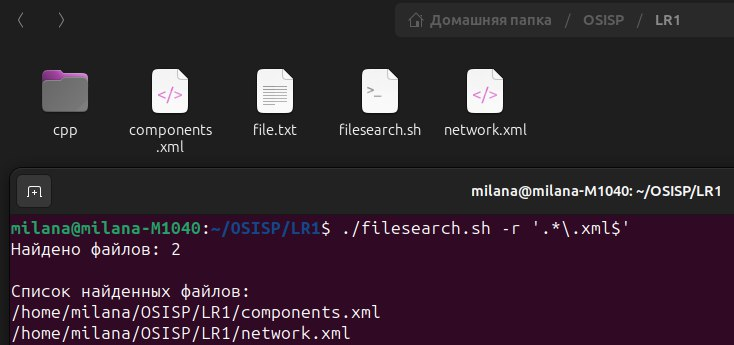 Домашняя папка / OSISP / LR1
cpp
components
.xml
file.txt
filesearch.sh
network.xml
milana@milana-M1040: ~/OSISP/LR1
milana@milana-M1040:~/OSISP/LR1$ ./filesearch.sh -r '.*\.xml$'
Найдено файлов: 2
Список найденных файлов:
/home/milana/OSISP/LR1/components.xml
/home/milana/OSISP/LR1/network.xml